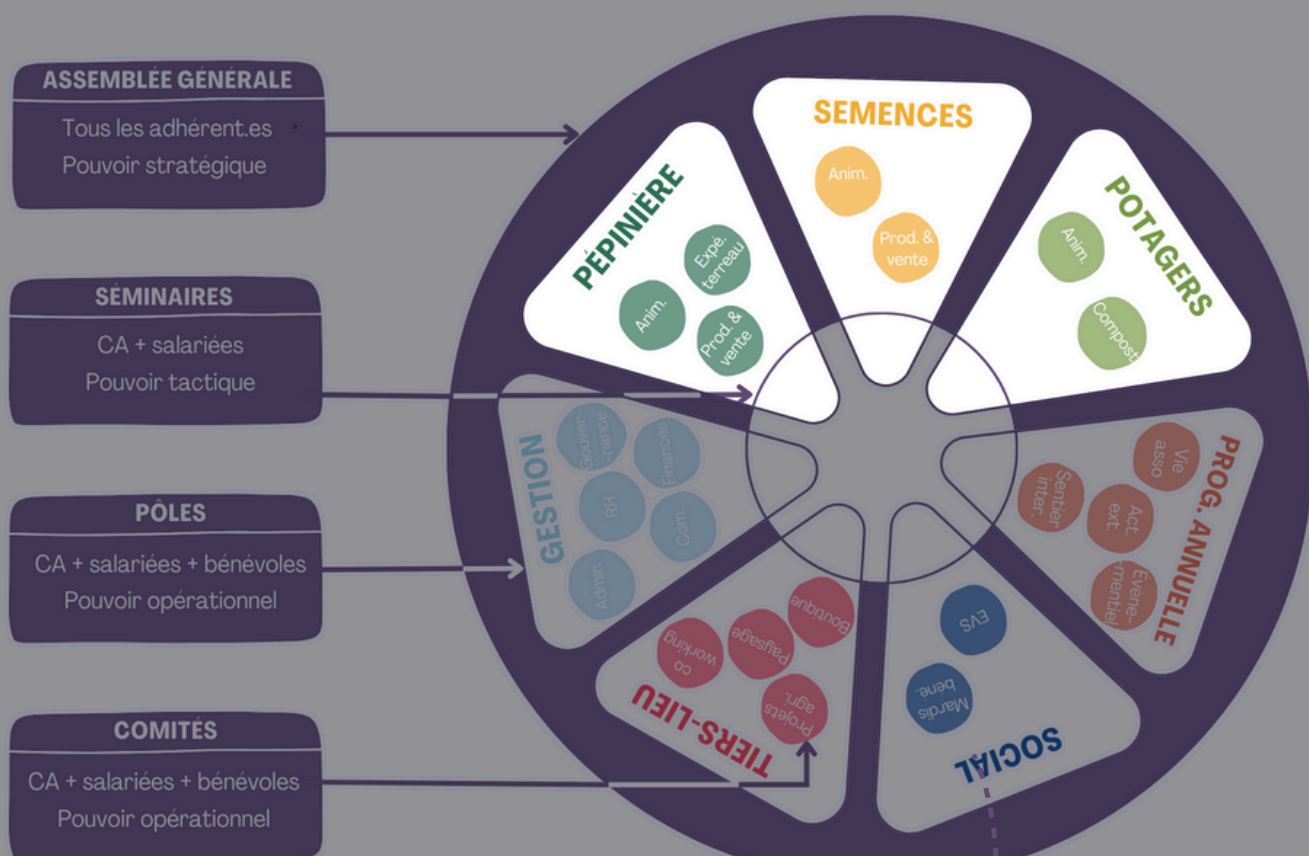 ASSEMBLÉE GÉNÉRALE
Tous les adhérent.es
Pouvoir stratégique
SÉMINAIRES
CA + salariées
Pouvoir tactique
PÔLES
CA + salariées + bénévoles
Pouvoir opérationnel
COMITÉS
CA + salariées + bénévoles
Pouvoir opérationnel
PÉPINIÈRE
Expé.
terreau
Anim.
Prod. &
vente
SEMENCES
Anim.
Prod. &
vente
POTAGERS
Anim.
Compost
PROG. ANNUELLE
Vie
asso
Sentier
inter.
Act.
ext.
Évène-
-mentiel
SOCIAL
EVS
Mardis
béné.
TIERS-LIEU
Boutique
Paysage
co
working
Projets
agri.
GESTION
Gouver-
-nance
Finances
RH
Com.
Admin.